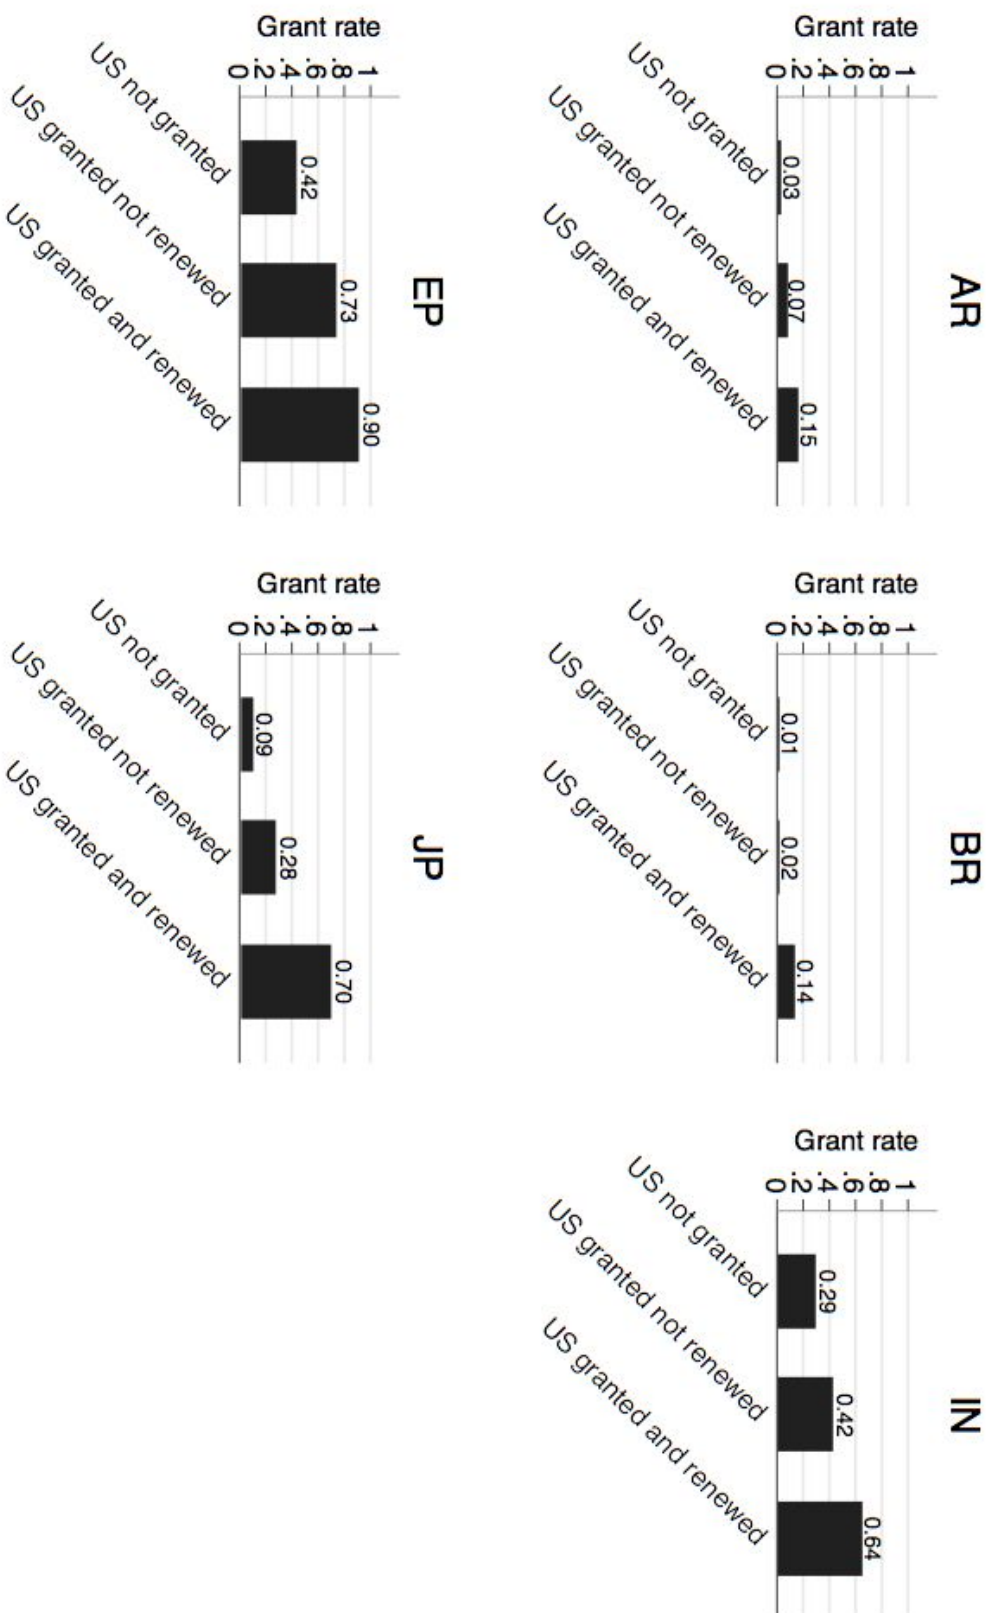 AR
Grant rate
0 .2 .4 .6 .8 1
0.03
0.07
0.15
US not granted
US granted not renewed
US granted and renewed
BR
Grant rate
0 .2 .4 .6 .8 1
0.01
0.02
0.14
US not granted
US granted not renewed
US granted and renewed
IN
Grant rate
0 .2 .4 .6 .8 1
0.29
0.42
0.64
US not granted
US granted not renewed
US granted and renewed
EP
Grant rate
0 .2 .4 .6 .8 1
0.42
0.73
0.90
US not granted
US granted not renewed
US granted and renewed
JP
Grant rate
0 .2 .4 .6 .8 1
0.09
0.28
0.70
US not granted
US granted not renewed
US granted and renewed